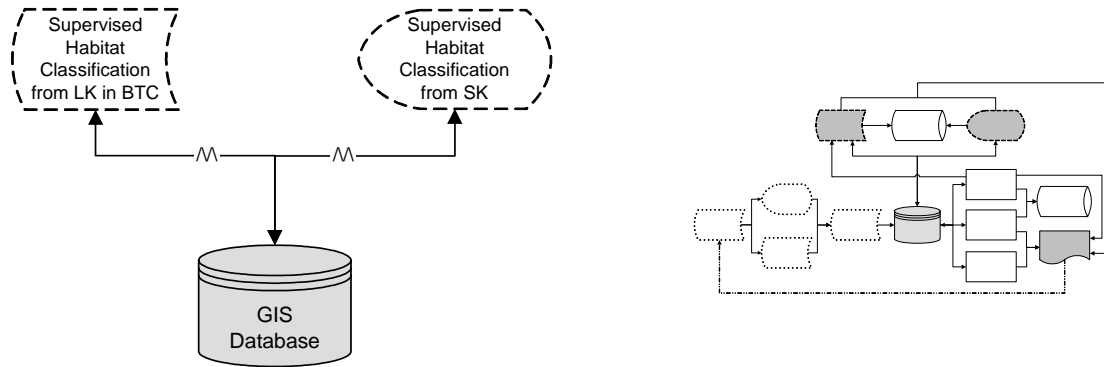 Supervised
Habitat
Classification
from LK in BTC
Supervised
Habitat
Classification
from SK
GIS
Database